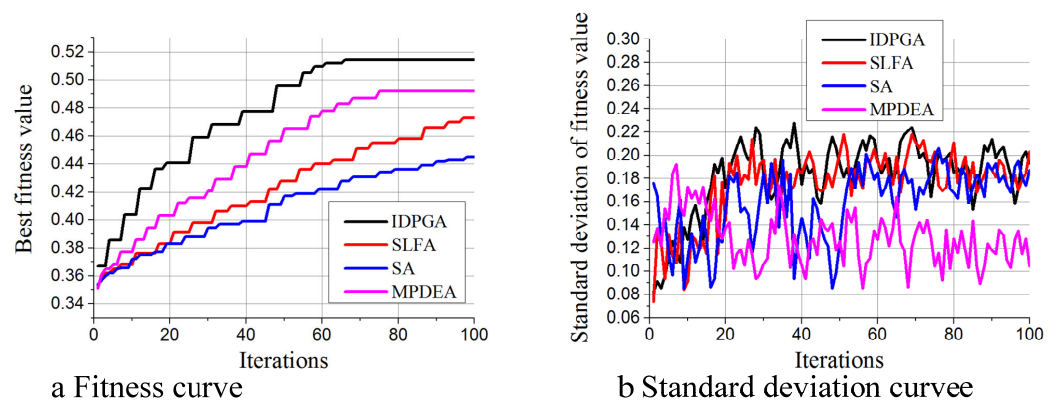 0.52
0.50
0.48
0.46
0.44
0.42
0.40
0.38
0.36
0.34
Best fitness value
IDPGA
SLFA
SA
MPDEA
0 20 40 60 80 100
Iterations
a Fitness curve
0.30
0.28
0.26
0.24
0.22
0.20
0.18
0.16
0.14
0.12
0.10
0.08
0.06
Standard deviation of fitness value
IDPGA
SLFA
SA
MPDEA
0 20 40 60 80 100
Iterations
b Standard deviation curvee